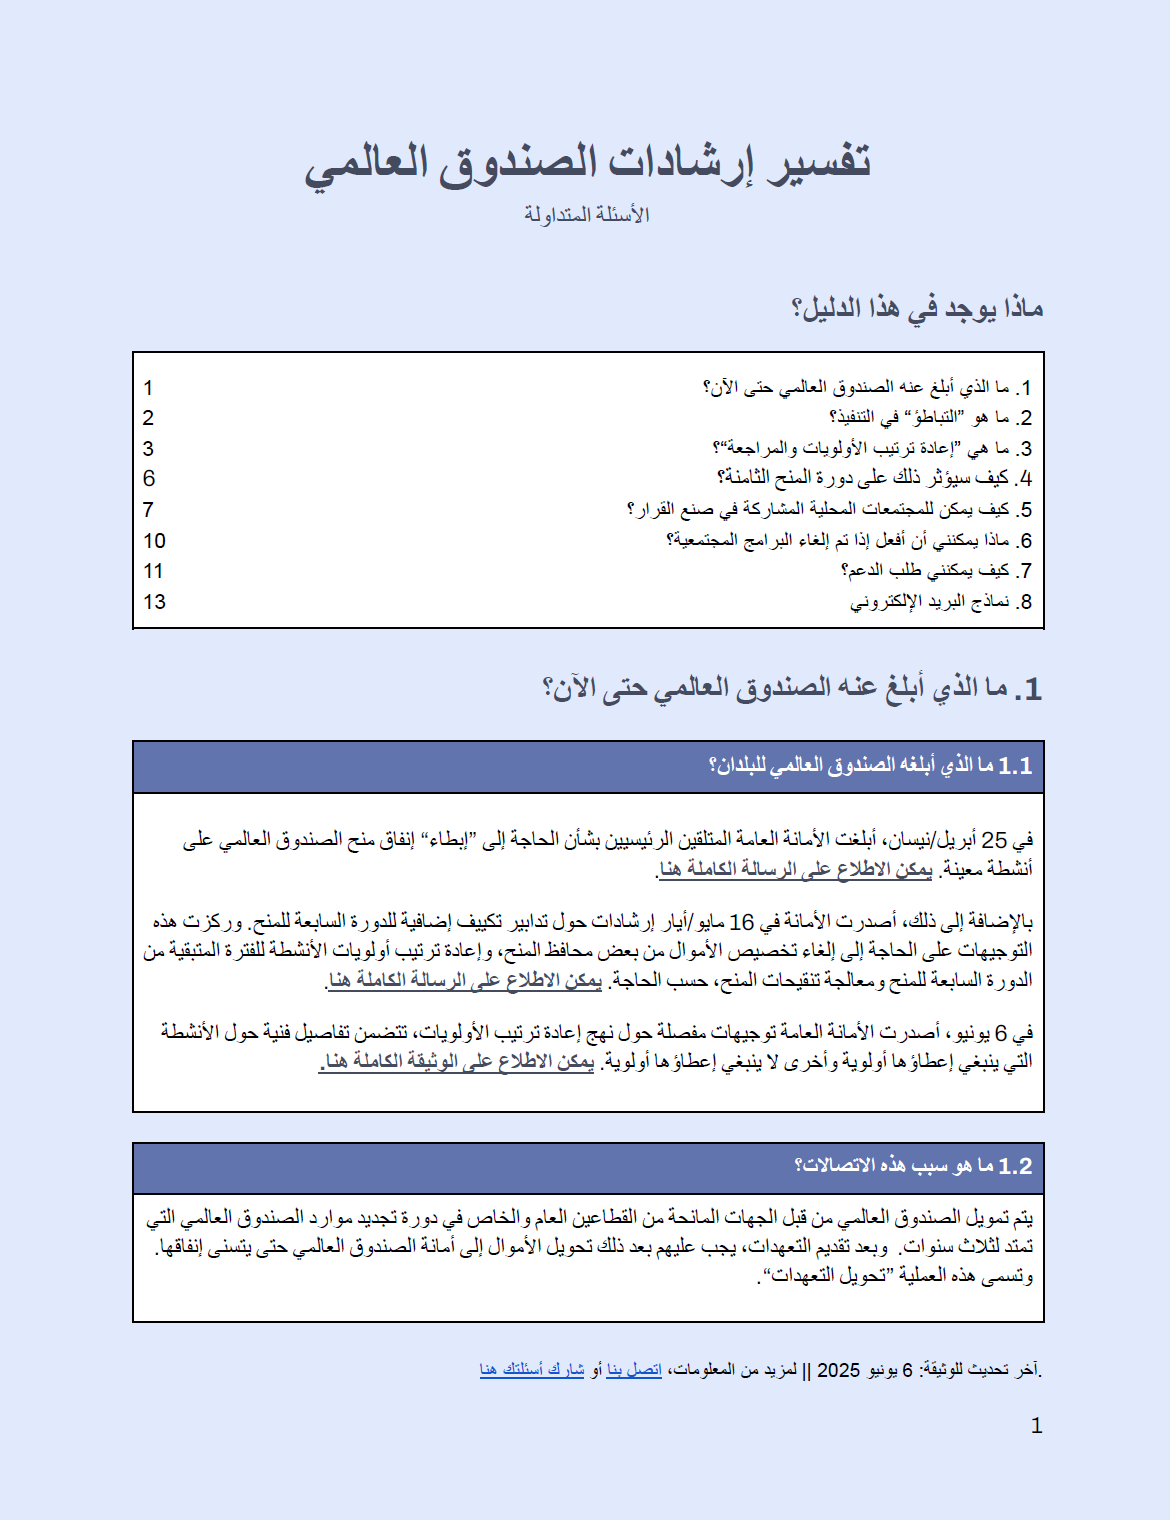 تفسير إرشادات الصندوق العالمي
الأسئلة المتداولة
ماذا يوجد في هذا الدليل؟
1. ما الذي أبلغ عنه الصندوق العالمي حتى الآن؟ 1
2. ما هو ”التباطؤ“ في التنفيذ؟ 2
3. ما هي ”إعادة ترتيب الأولويات والمراجعة“؟ 3
4. كيف سيؤثر ذلك على دورة المنح الثامنة؟ 6
5. كيف يمكن للمجتمعات المحلية المشاركة في صنع القرار؟ 7
6. ماذا يمكنني أن أفعل إذا تم إلغاء البرامج المجتمعية؟ 10
7. كيف يمكنني طلب الدعم؟ 11
8. نماذج البريد الإلكتروني 13
1. ما الذي أبلغ عنه الصندوق العالمي حتى الآن؟
1.1 ما الذي أبلغه الصندوق العالمي للبلدان؟
في 25 أبريل/نيسان، أبلغت الأمانة العامة المتلقين الرئيسيين بشأن الحاجة إلى ”إبطاء“ إنفاق منح الصندوق العالمي على
أنشطة معينة. يمكن الاطلاع على الرسالة الكاملة هنا.
بالإضافة إلى ذلك، أصدرت الأمانة في 16 مايو/أيار إرشادات حول تدابير تكييف إضافية للدورة السابعة للمنح. وركزت هذه
التوجيهات على الحاجة إلى إلغاء تخصيص الأموال من بعض محافظ المنح، وإعادة ترتيب أولويات الأنشطة للفترة المتبقية من
الدورة السابعة للمنح ومعالجة تنقيحات المنح، حسب الحاجة. يمكن الاطلاع على الرسالة الكاملة هنا.
في 6 يونيو، أصدرت الأمانة العامة توجيهات مفصلة حول نهج إعادة ترتيب الأولويات، تتضمن تفاصيل فنية حول الأنشطة
التي ينبغي إعطاؤها أولوية وأخرى لا ينبغي إعطاؤها أولوية. يمكن الاطلاع على الوثيقة الكاملة هنا.
1.2 ما هو سبب هذه الاتصالات؟
يتم تمويل الصندوق العالمي من قبل الجهات المانحة من القطاعين العام والخاص في دورة تجديد موارد الصندوق العالمي التي
تمتد لثلاث سنوات. وبعد تقديم التعهدات، يجب عليهم بعد ذلك تحويل الأموال إلى أمانة الصندوق العالمي حتى يتسنى إنفاقها.
وتسمى هذه العملية ”تحويل التعهدات“.
.آخر تحديث للوثيقة: 6 يونيو 2025 || لمزيد من المعلومات، اتصل بنا أو شارك أسئلتك هنا
1